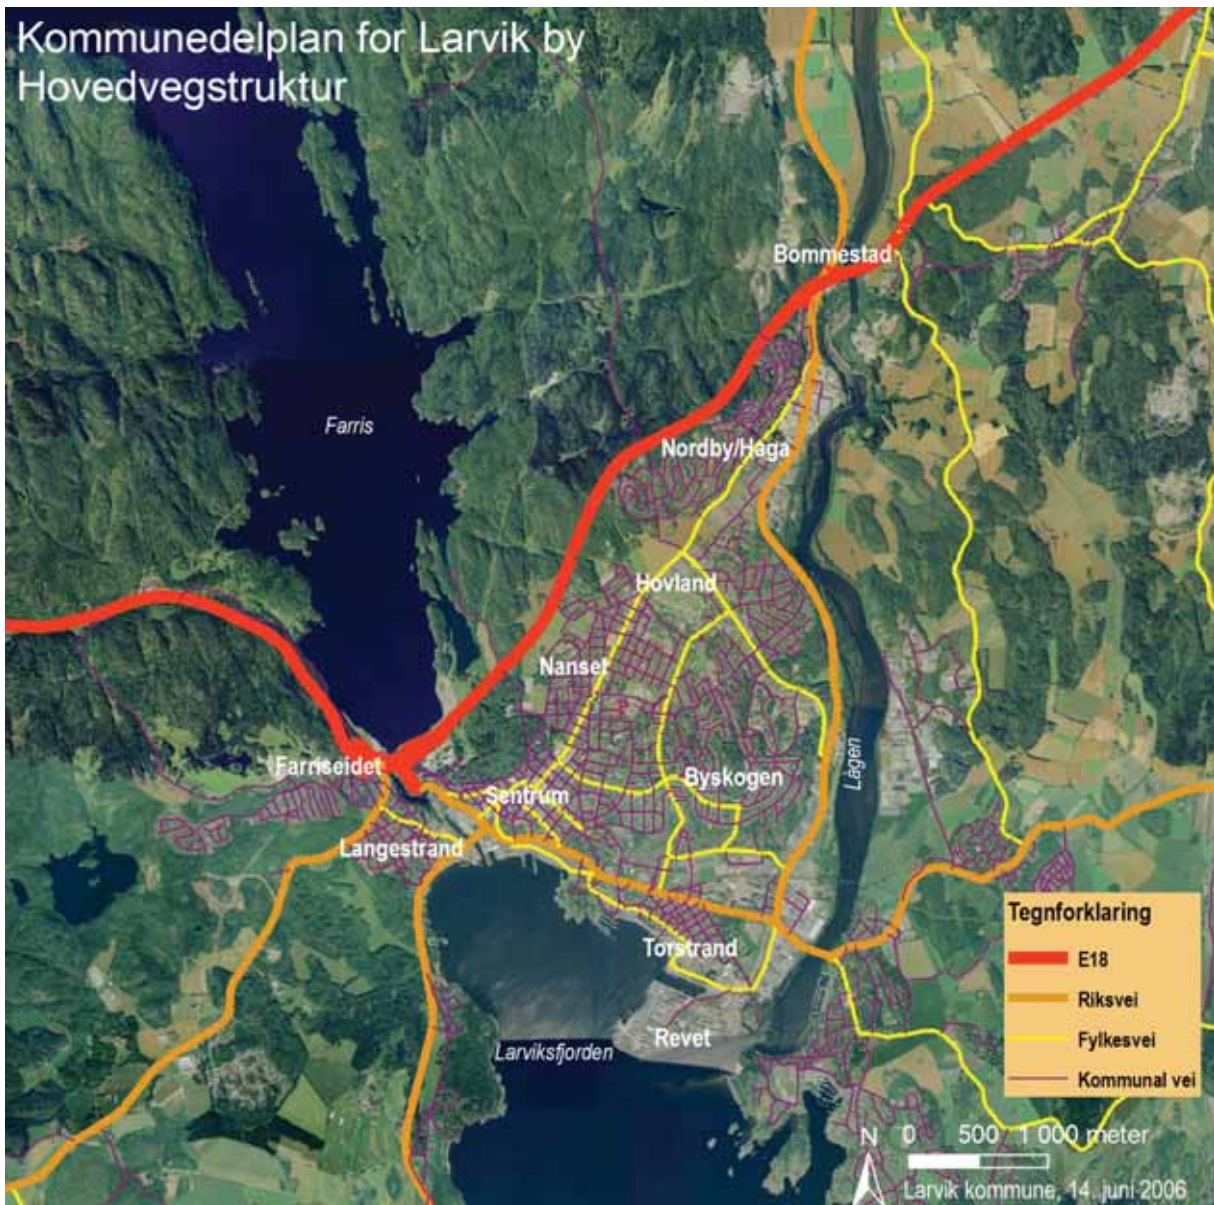 Kommunedelplan for Larvik by
Hovedvegstruktur
Bommestad
Farris
Nordby/Haga
Hovland
Nanset
Farriseidet
Sentrum
Byskogen
Lågen
Langestrand
Torstrand
Revet
Larviksfjorden
Tegnforklaring
E18
Riksvei
Fylkesvei
Kommunal vei
N 0 500 1 000 meter
Larvik kommune, 14. juni 2006